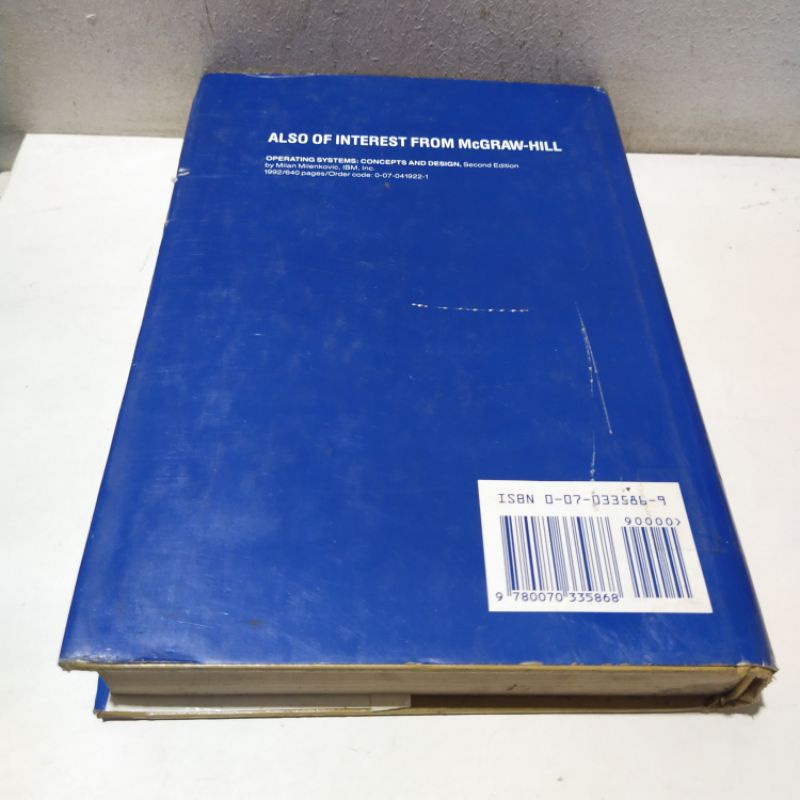 ALSO OF INTEREST FROM McGRAW-HILL
OPERATING SYSTEMS: CONCEPTS AND DESIGN, Second Edition
by Milan Milenkovic, IBM, Inc.
1992/640 pages/Order code: 0-07-041922-1
ISBN 0-07-033586-9
90000>
9 780070 335868